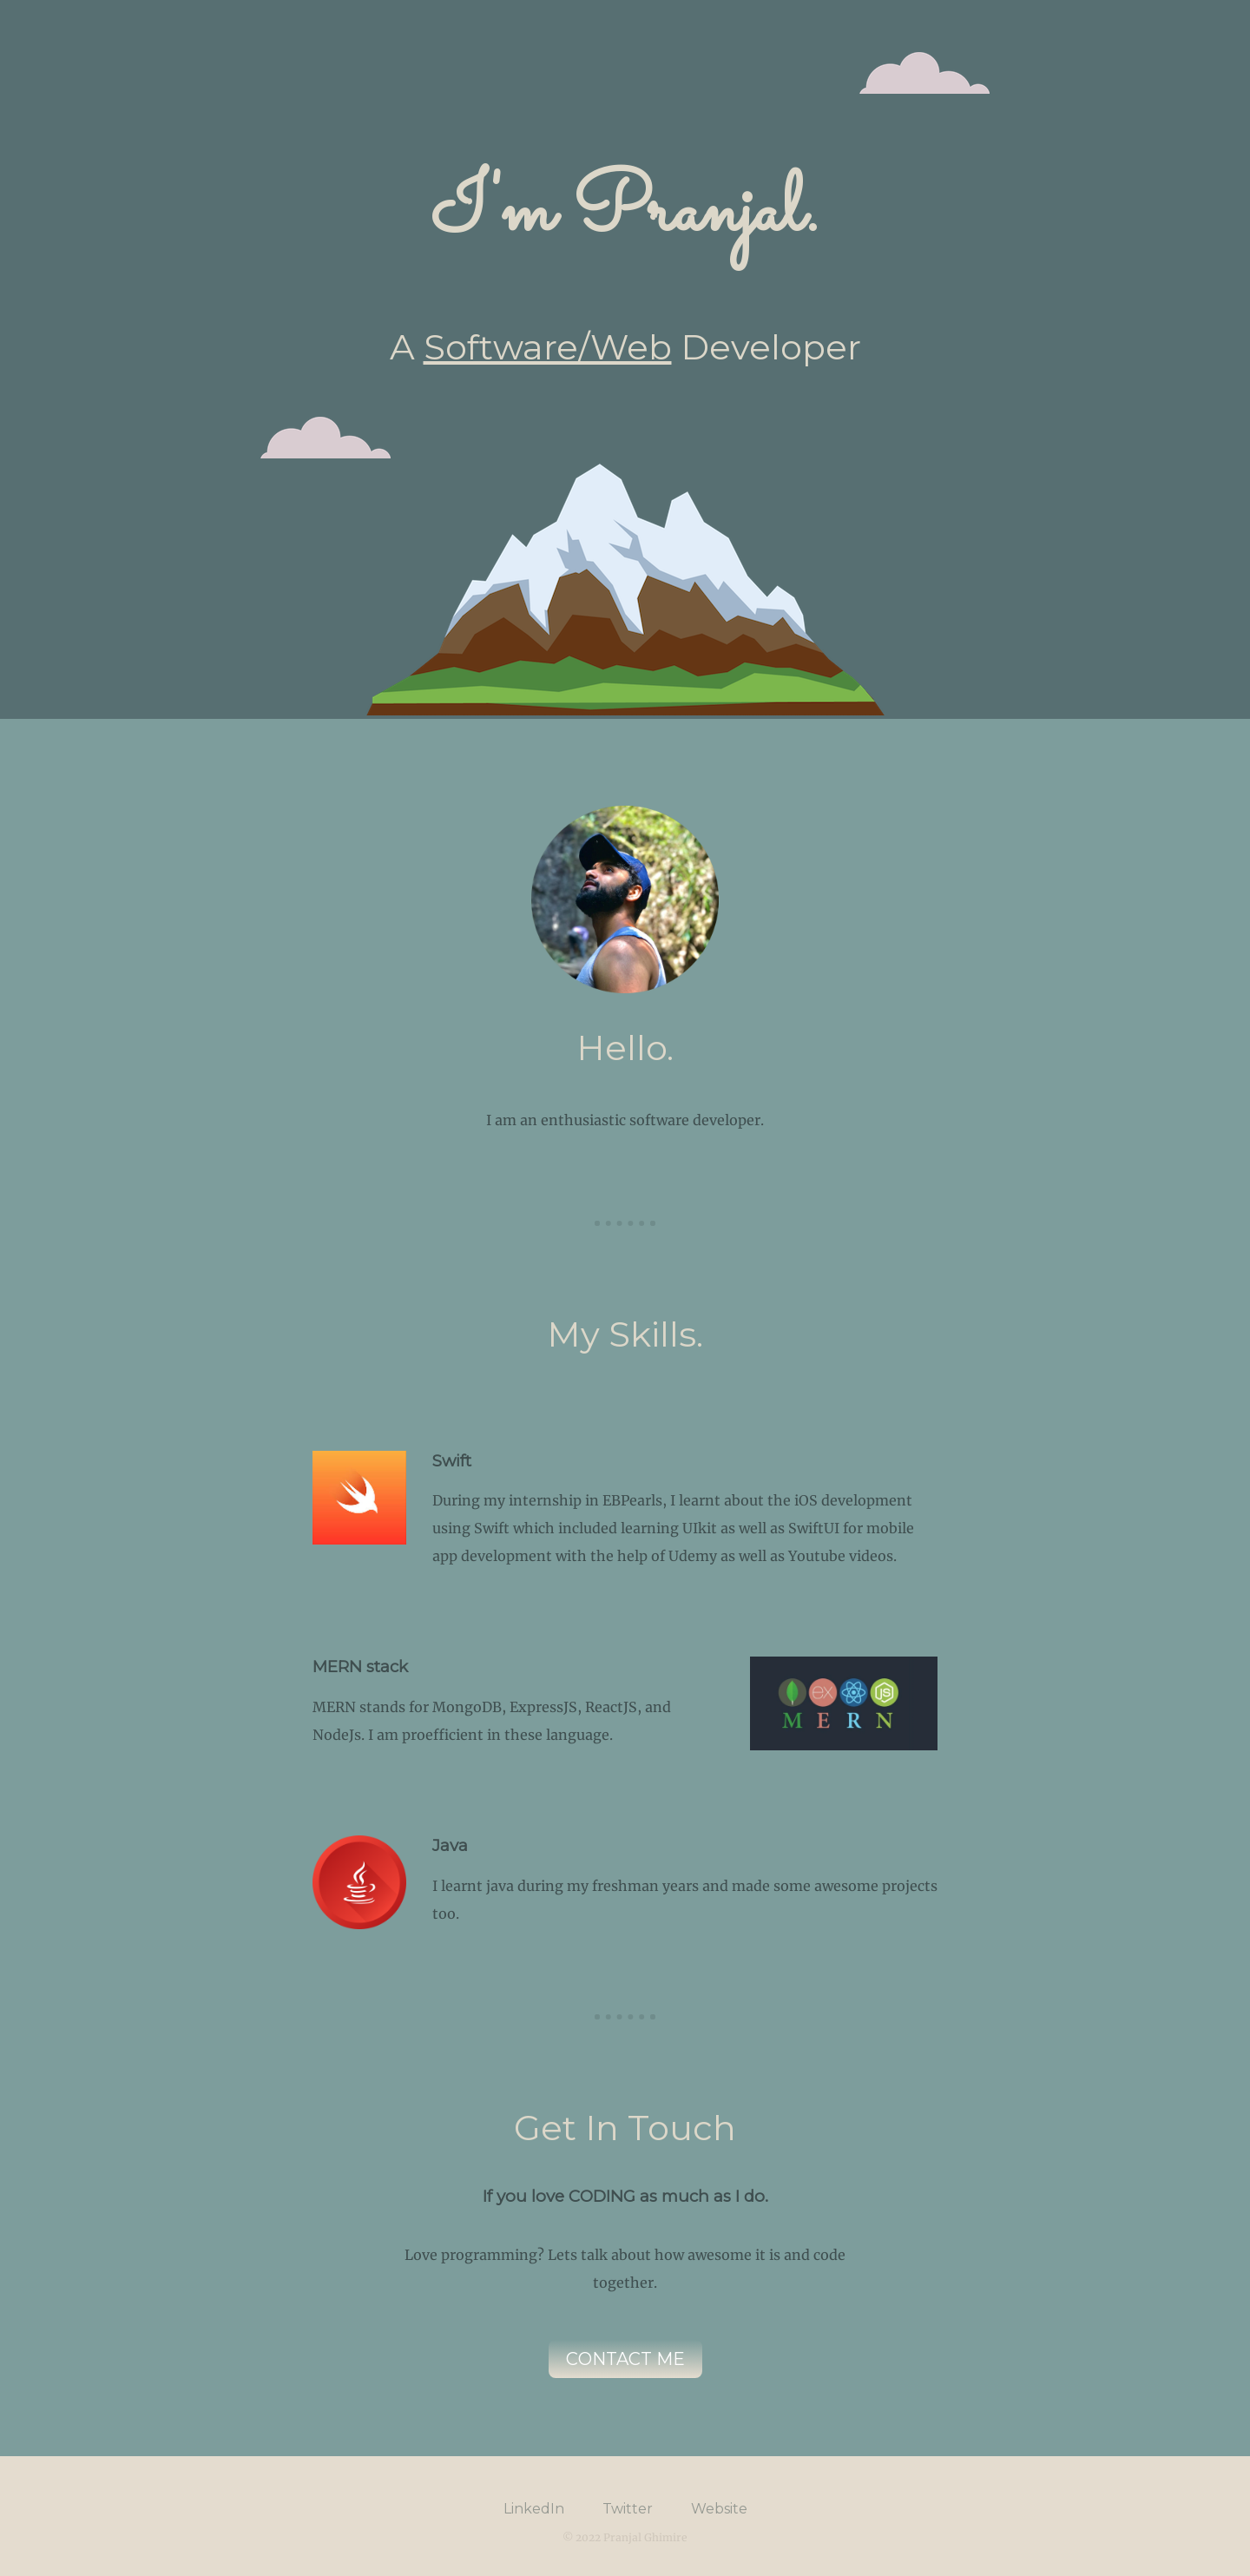 I'm Pranjal.
A Software/Web Developer
Hello.
I am an enthusiastic software developer.
My Skills.
Swift
During my internship in EBPearls, I learnt about the iOS development
using Swift which included learning UIkit as well as SwiftUI for mobile
app development with the help of Udemy as well as Youtube videos.
MERN stack
MERN stands for MongoDB, ExpressJS, ReactJS, and
NodeJs. I am proefficient in these language.
ex JS
M E R N
Java
I learnt java during my freshman years and made some awesome projects
too.
Get In Touch
If you love CODING as much as I do.
Love programming? Lets talk about how awesome it is and code
together.
CONTACT ME
LinkedIn Twitter Website
© 2022 Pranjal Ghimire